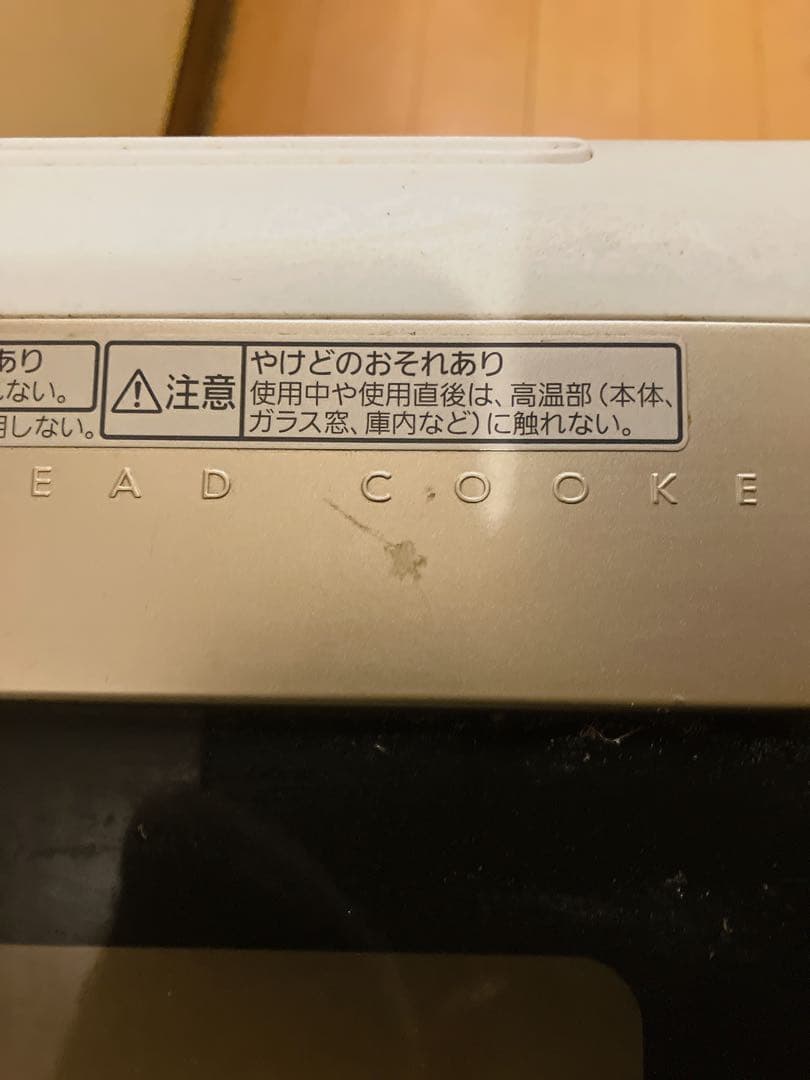 あり
ない。
用しない。
注意
やけどのおそれあり
使用中や使用直後は、高温部（本体、
ガラス窓、庫内など）に触れない。
EAD COOKE